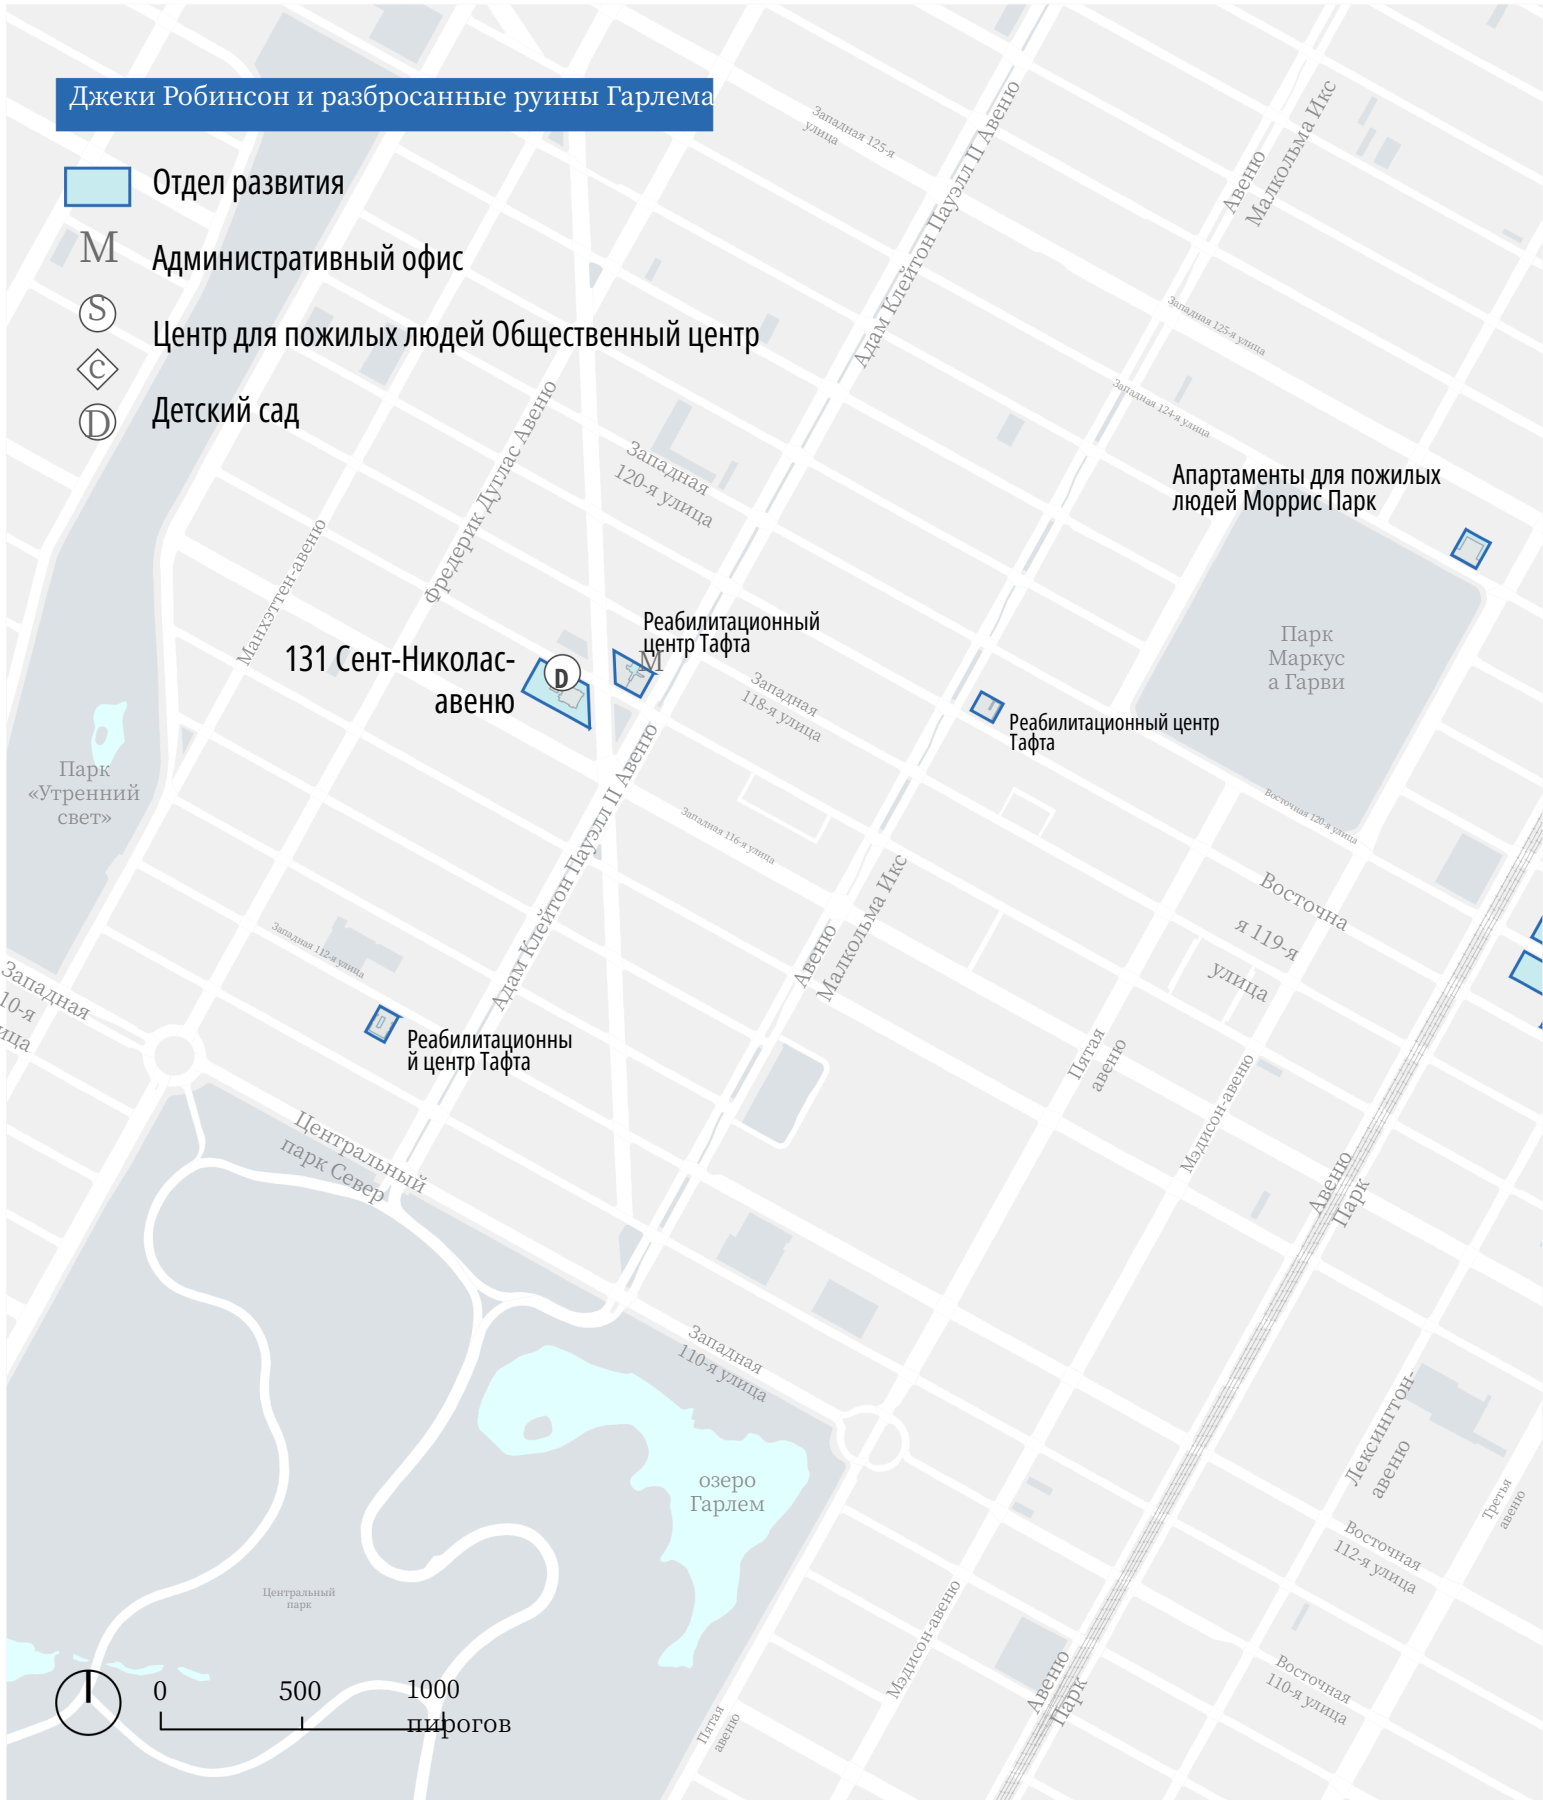 Джеки Робинсон и разбросанные руины Гарлема
Отдел развития
M
Административный офис
S
Центр для пожилых людей Общественный центр
C
Детский сад
D
Западная 125-я
улица
Адам Клейтон Пауэлл II Авеню
Авеню
Малкольма Икс
Западная 125-я улица
Западная 124-я улица
Фредерик Дуглас Авеню
Западная
120-я улица
Манхэттен-авеню
Апартаменты для пожилых
людей Моррис Парк
Парк
Маркус
а Гарви
131 Сент-Николас-
авеню
D
Реабилитационный
центр Тафта
M
Западная
118-я улица
Реабилитационный центр
Тафта
Парк
«Утренний
свет»
Адам Клейтон Пауэлл II Авеню
Западная 116-я улица
Восточная 120-я улица
Авеню
Малкольма Икс
Восточна
я 119-я
улица
Западная 112-я улица
Западная
10-я
ица
Реабилитационны
й центр Тафта
Пятая
авеню
Мэдисон-авеню
Центральный
парк Север
Авеню
Парк
Западная
110-я улица
Лексингтон-
авеню
озеро
Гарлем
Третья
авеню
Восточная
112-я улица
Центральный
парк
Мэдисон-авеню
Авеню
Парк
Восточная
110-я улица
Пятая
авеню
0
500
1000
пирогов